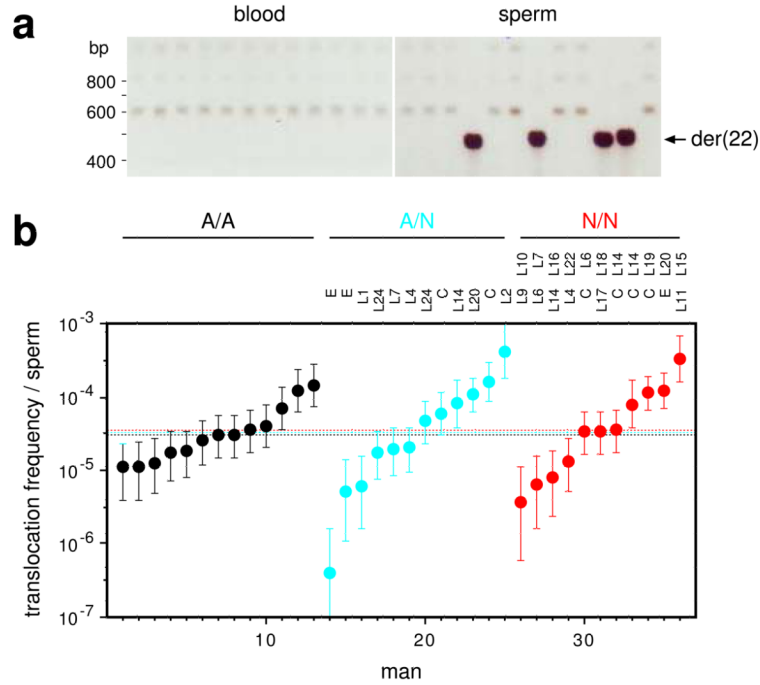 a
blood sperm
bp
800
600
400
der(22)
b
A/A A/N N/N
L10 L7 L16 L22 L6 L18 L14 L14 L19 L20 L15
E E L1 L24 L7 L4 L24 C L14 L20 C L2 L9 L6 L14 L4 C L17 C C C E L11
10-3
10-4
10-5
10-6
10-7
translocation frequency / sperm
10 20 30
man